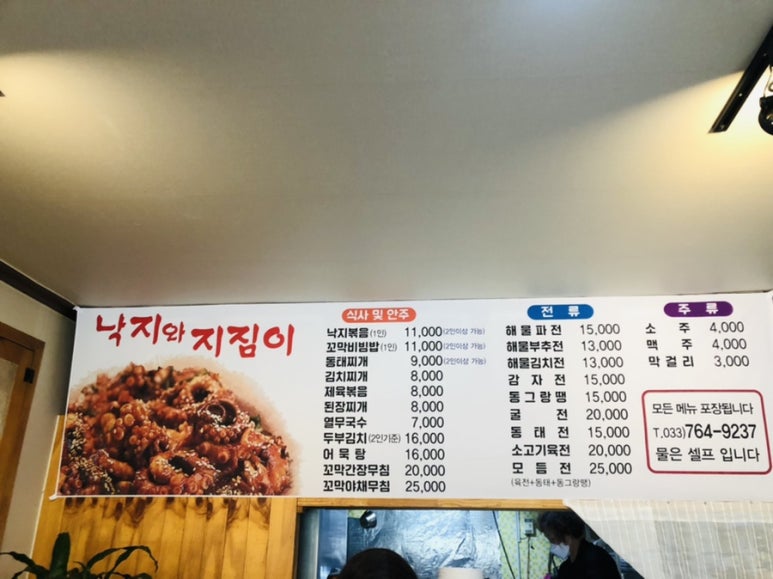 낙지와 지짐이
식사 및 안주
낙지볶음(1인) 11,000(2인이상 가능)
꼬막비빔밥(1인) 11,000(2인이상 가능)
동태찌개 9,000(2인이상 가능)
김치찌개 8,000
제육볶음 8,000
된장찌개 8,000
열무국수 7,000
두부김치(2인기준) 16,000
어묵탕 16,000
꼬막간장무침 20,000
꼬막야채무침 25,000
전류
해물파전 15,000
해물부추전 13,000
해물김치전 13,000
감자전 15,000
동그랑땡 15,000
굴전 20,000
동태전 15,000
소고기육전 20,000
모듬전 25,000
(육전+동태+동그랑땡)
주류
소주 4,000
맥주 4,000
막걸리 3,000
모든 메뉴 포장됩니다
T.033)764-9237
물은 셀프 입니다